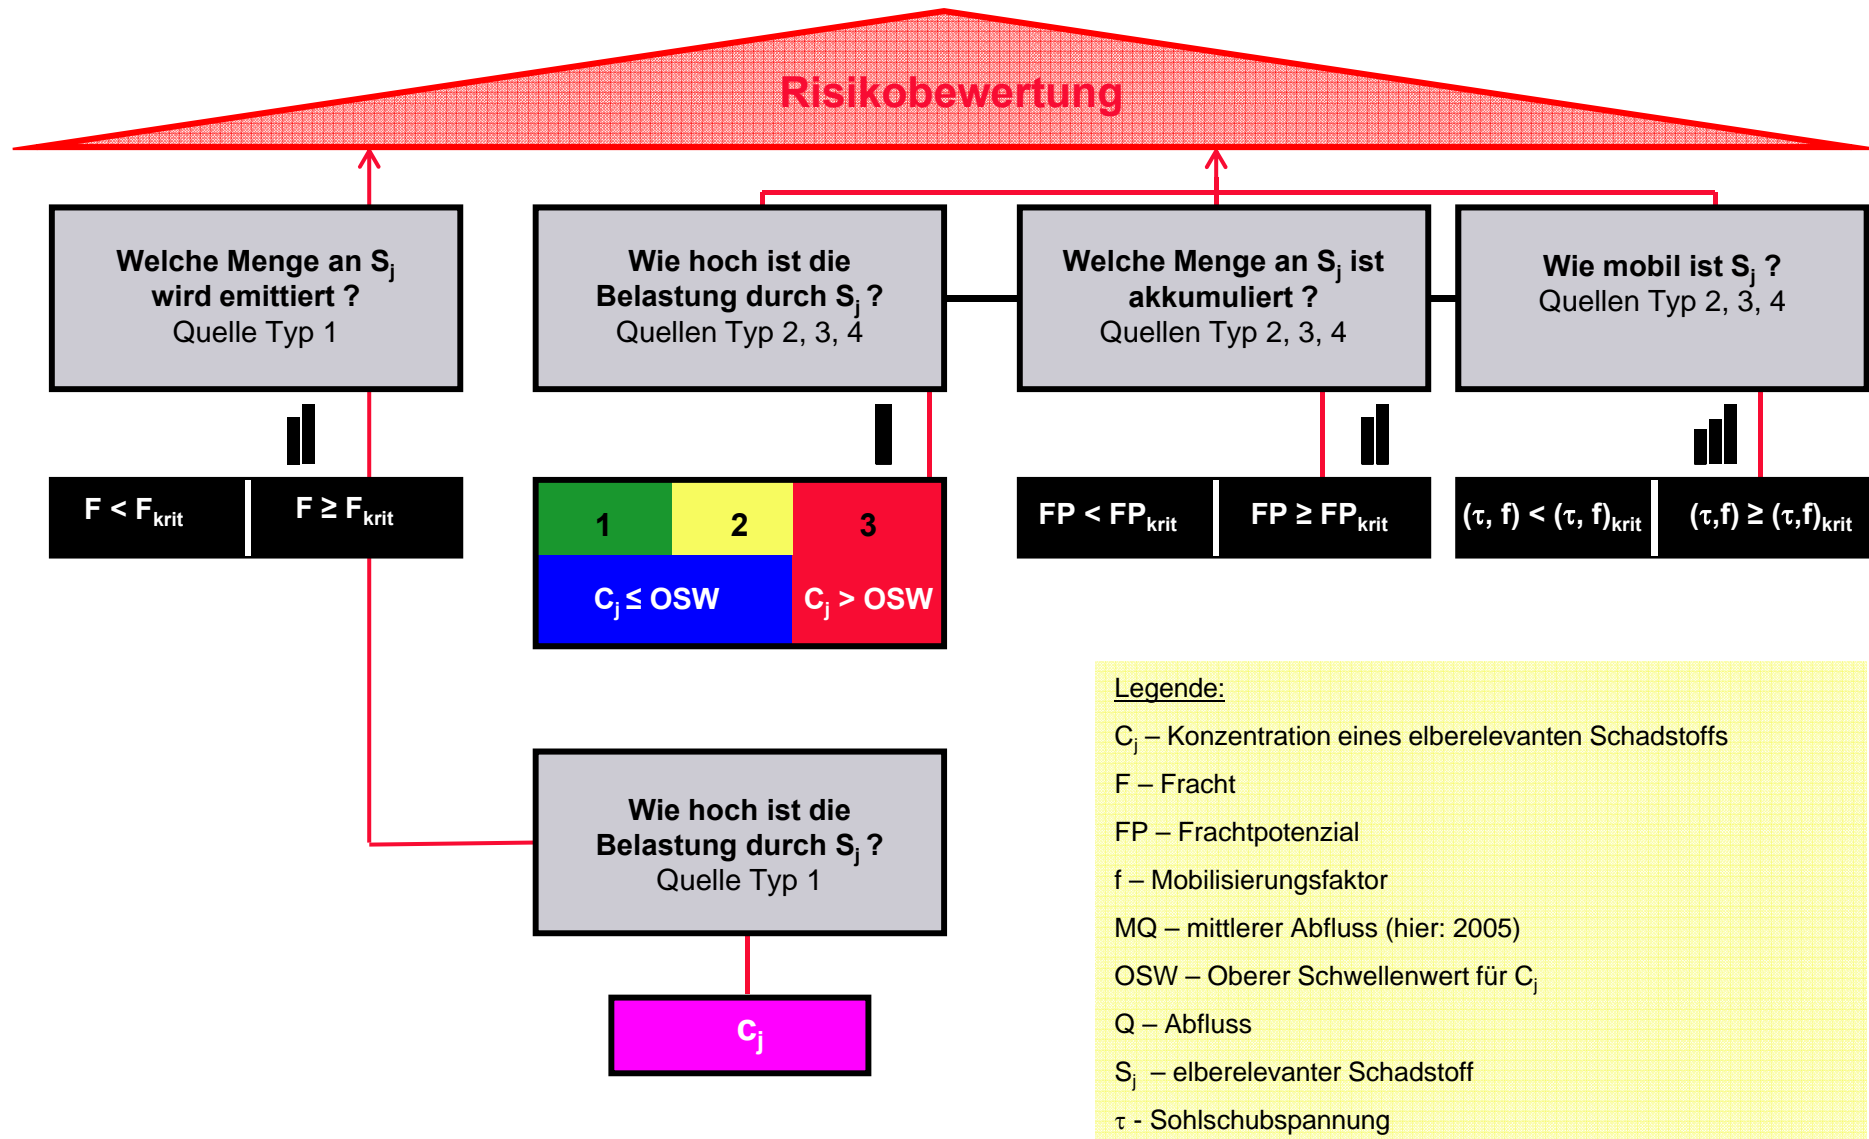 Risikobewertung
Welche Menge an Sj
wird emittiert ?
Quelle Typ 1
Wie hoch ist die
Belastung durch Sj ?
Quellen Typ 2, 3, 4
Welche Menge an Sj ist
akkumuliert ?
Quellen Typ 2, 3, 4
Wie mobil ist Sj ?
Quellen Typ 2, 3, 4
F < Fkrit
F ≥ Fkrit
1
2
3
Cj ≤ OSW
Cj > OSW
FP < FPkrit
FP ≥ FPkrit
(τ, f) < (τ, f)krit
(τ,f) ≥ (τ,f)krit
Wie hoch ist die
Belastung durch Sj ?
Quelle Typ 1
cj
Legende:
Cj – Konzentration eines elberelevanten Schadstoffs
F – Fracht
FP – Frachtpotenzial
f – Mobilisierungsfaktor
MQ – mittlerer Abfluss (hier: 2005)
OSW – Oberer Schwellenwert für Cj
Q – Abfluss
Sj – elberelevanter Schadstoff
τ - Sohlschubspannung